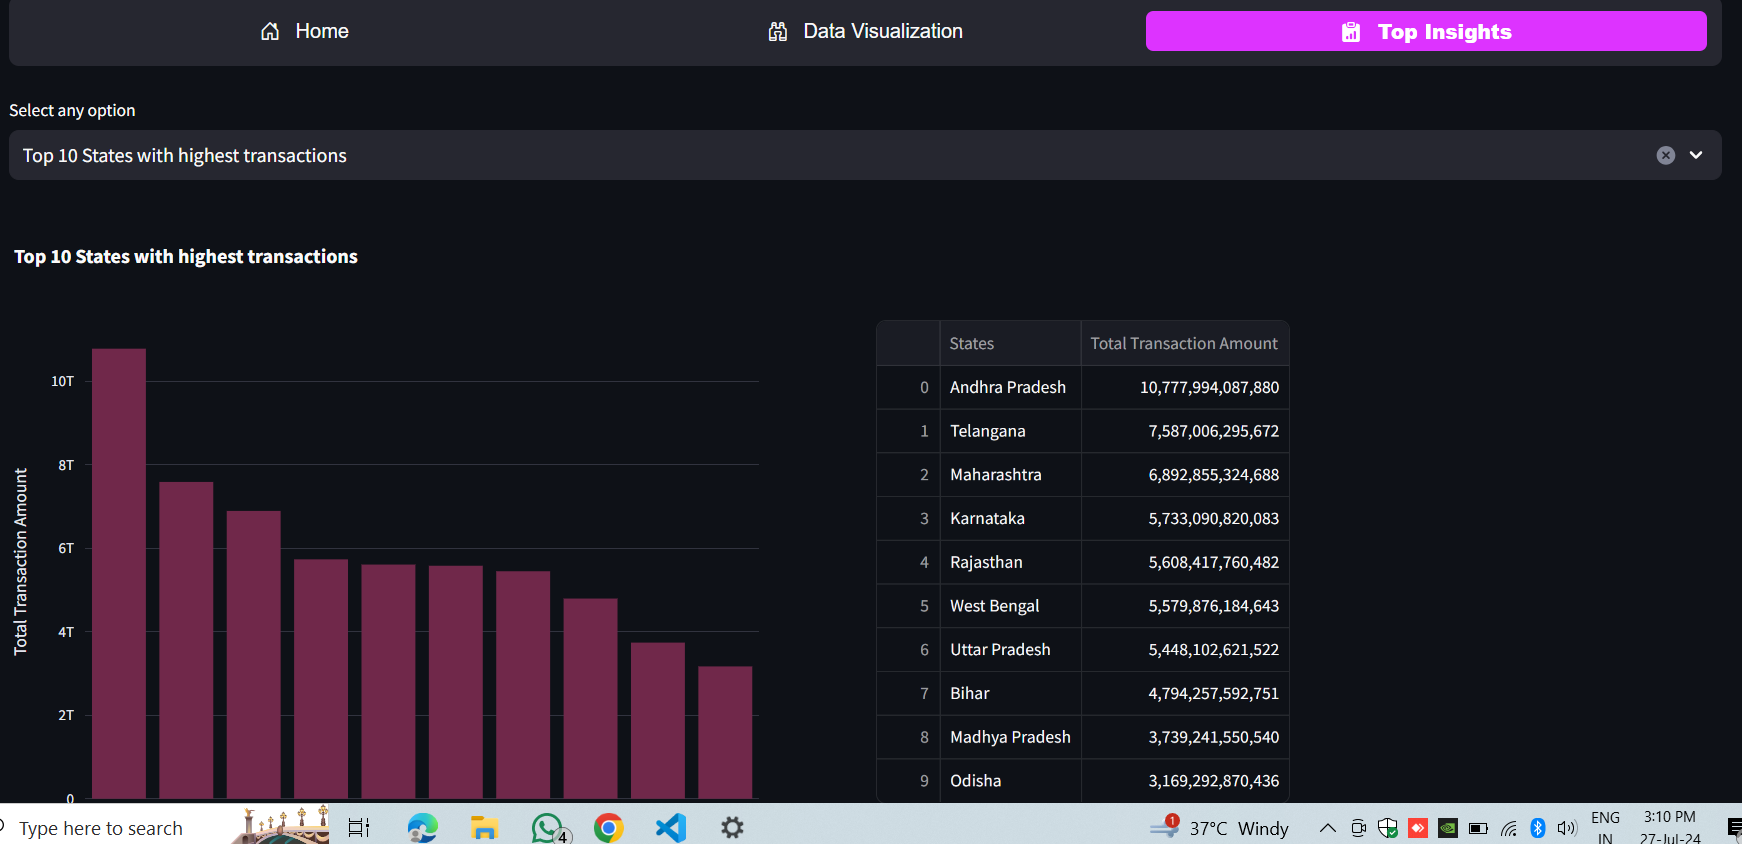 Home
Data Visualization
Top Insights
Select any option
Top 10 States with highest transactions
Top 10 States with highest transactions
10T
8T
6T
4T
2T
0
Total Transaction Amount
States Total Transaction Amount
0 Andhra Pradesh 10,777,994,087,880
1 Telangana 7,587,006,295,672
2 Maharashtra 6,892,855,324,688
3 Karnataka 5,733,090,820,083
4 Rajasthan 5,608,417,760,482
5 West Bengal 5,579,876,184,643
6 Uttar Pradesh 5,448,102,621,522
7 Bihar 4,794,257,592,751
8 Madhya Pradesh 3,739,241,550,540
9 Odisha 3,169,292,870,436
Type here to search
4
1
37°C Windy
ENG
IN
3:10 PM
27-Jul-24